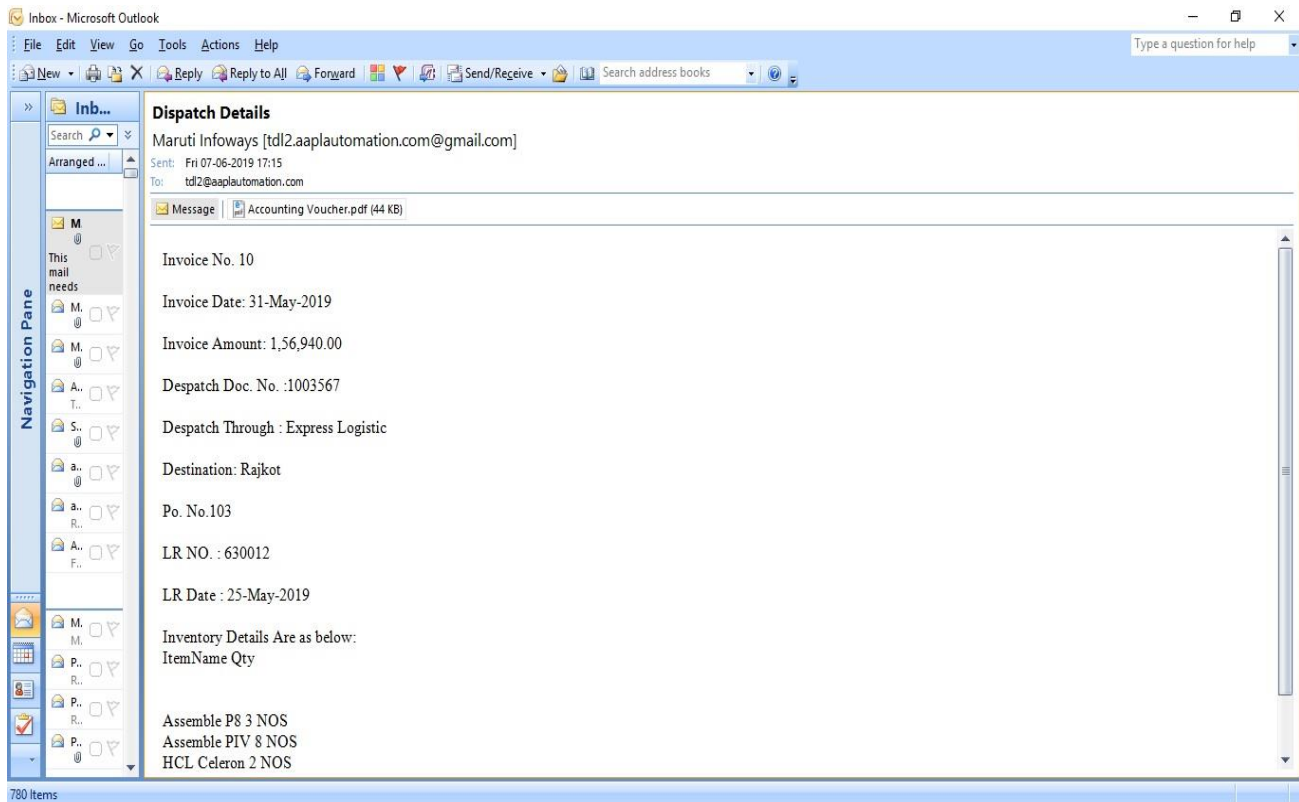 Inbox - Microsoft Outlook
File Edit View Go Tools Actions Help
Type a question for help
New Reply Reply to All Forward Send/Receive Search address books
Inb...
Search
Arranged ...
M
This
mail
needs
M.
M.
A..
T..
S..
a..
a..
R..
A..
F..
M.
M.
P..
R..
P..
R..
P..
Navigation Pane
Dispatch Details
Maruti Infoways [tdl2.aaplautomation.com@gmail.com]
Sent: Fri 07-06-2019 17:15
To: tdl2@aaplautomation.com
Message Accounting Voucher.pdf (44 KB)
Invoice No. 10
Invoice Date: 31-May-2019
Invoice Amount: 1,56,940.00
Despatch Doc. No. :1003567
Despatch Through : Express Logistic
Destination: Rajkot
Po. No.103
LR NO. : 630012
LR Date : 25-May-2019
Inventory Details Are as below:
ItemName Qty
Assemble P8 3 NOS
Assemble PIV 8 NOS
HCL Celeron 2 NOS
780 Items